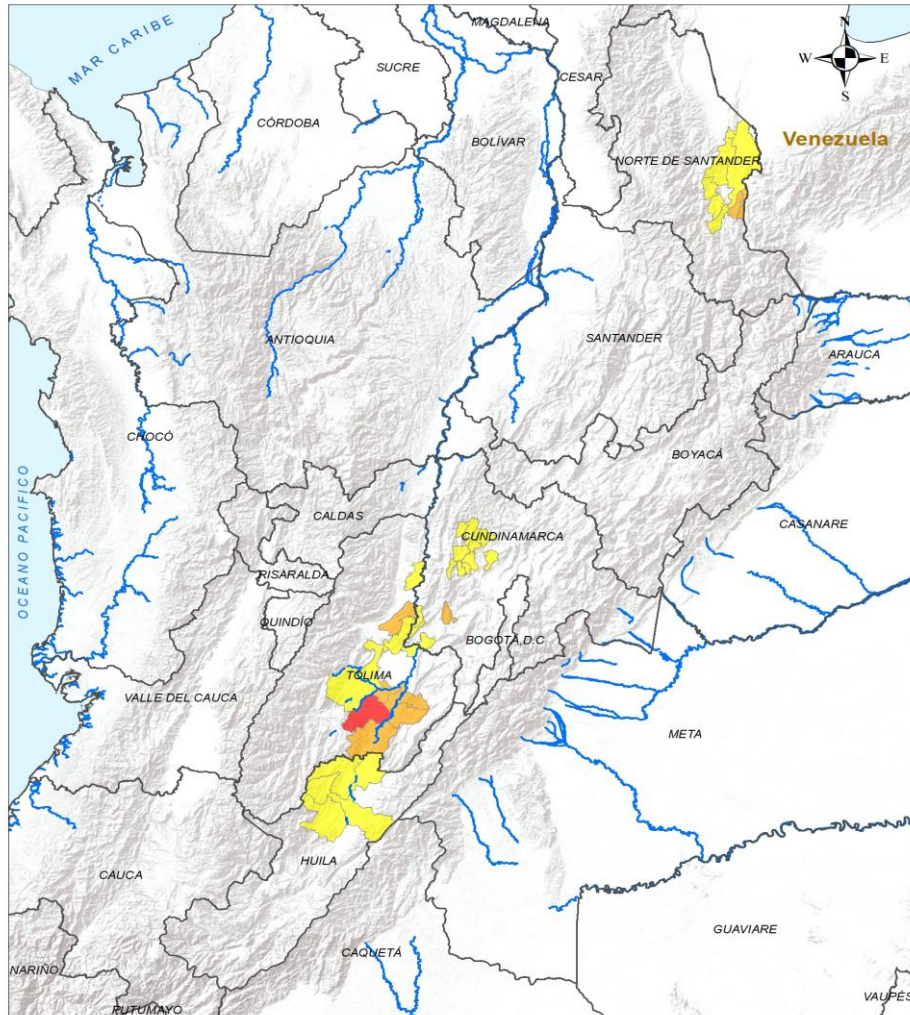 MAGDALENA
N
MAR CARIBE
W
E
SUCRE
CESAR
S
CÓRDOBA
BOLÍVAR
Venezuela
NORTE DE SANTANDER
ANTIOQUIA
SANTANDER
ARAUCA
CHOCÓ
BOYACÁ
CALDAS
CASANARE
CUNDINAMARCA
OCEANO PACIFICO
RISARALDA
QUINDÍO
BOGOTÁ, D.C
TOLIMA
VALLE DEL CAUCA
META
HUILA
CAUCA
GUAVIARE
CAQUETÁ
NARIÑO
VAUPÉS
PUTUMAYO